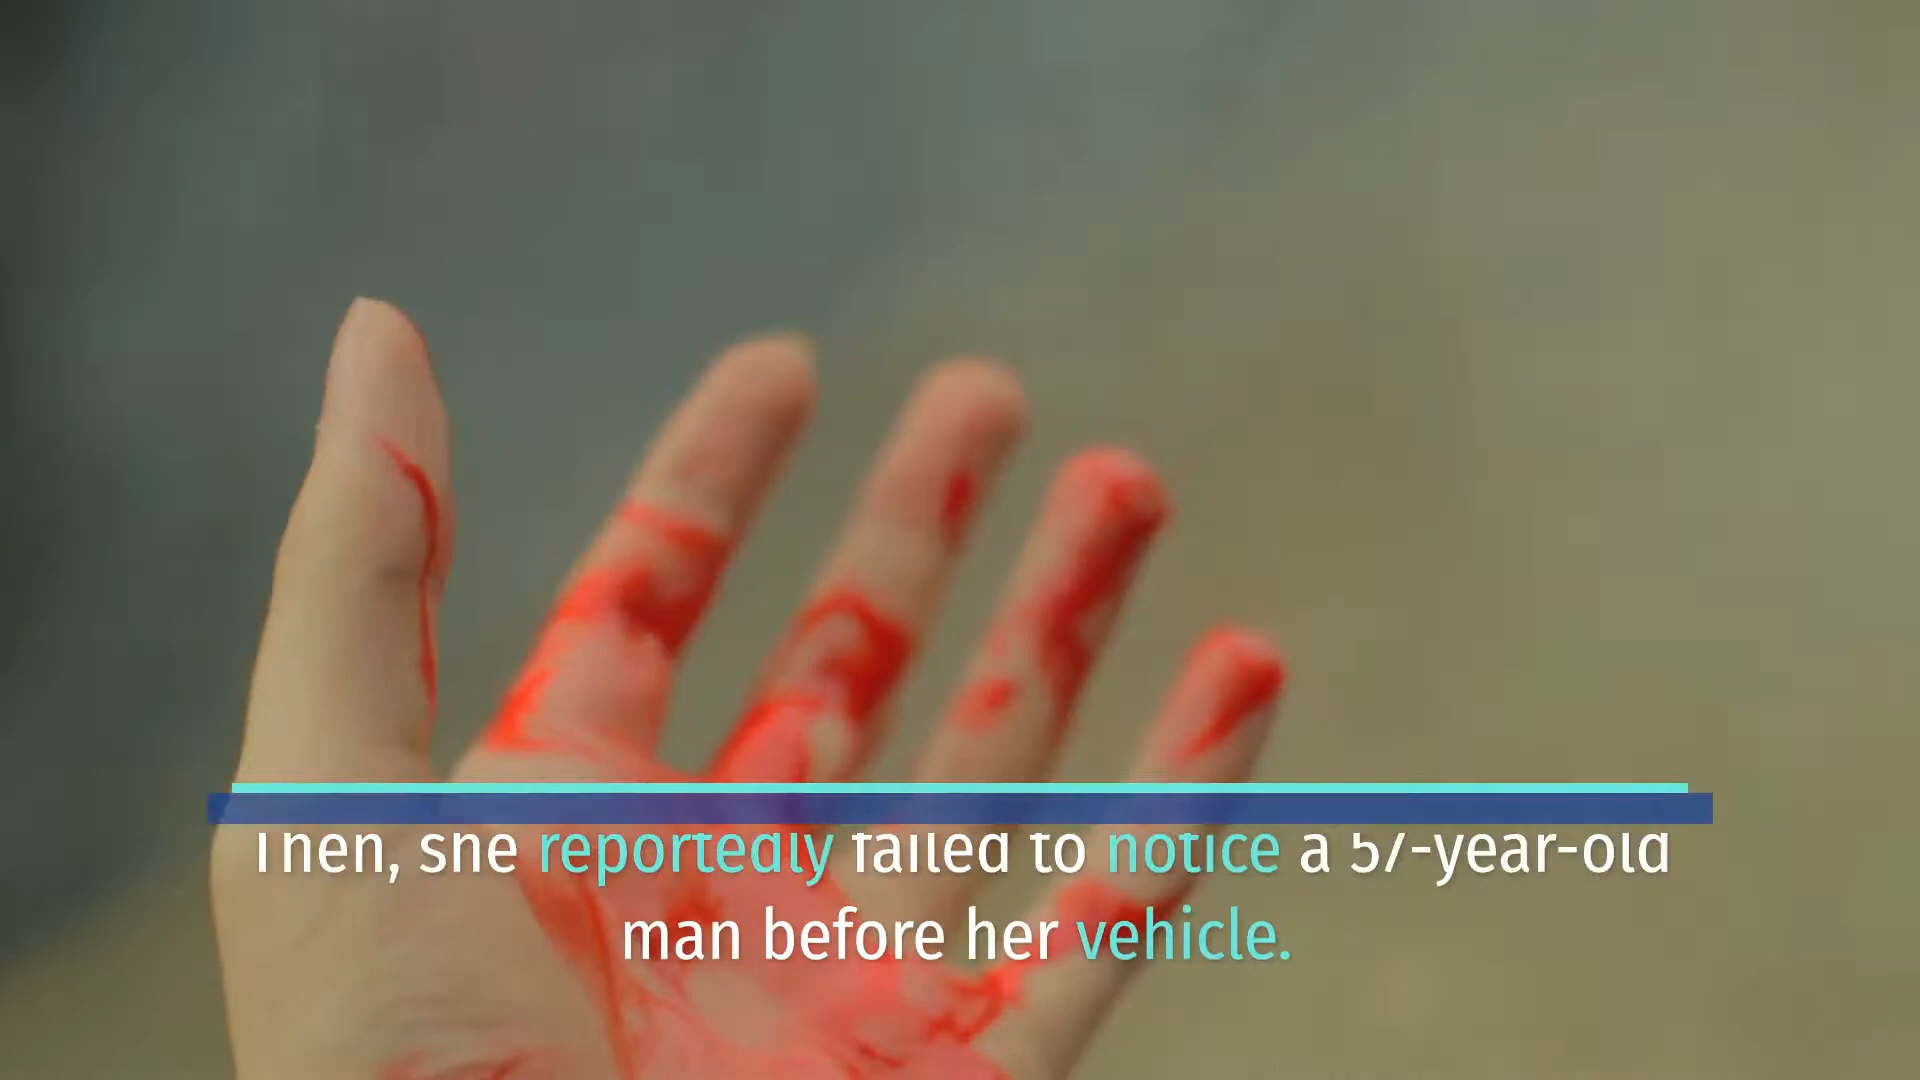 Then, she reportedly failed to notice a 57-year-old
man before her vehicle.